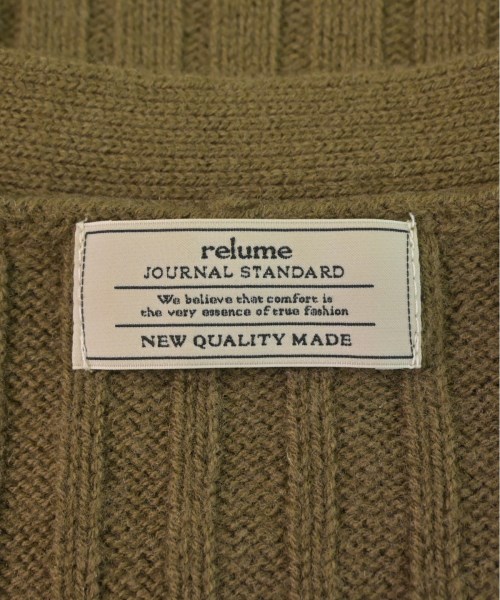 relume
JOURNAL STANDARD
We believe that comfort is
the very essence of true fashion
NEW QUALITY MADE